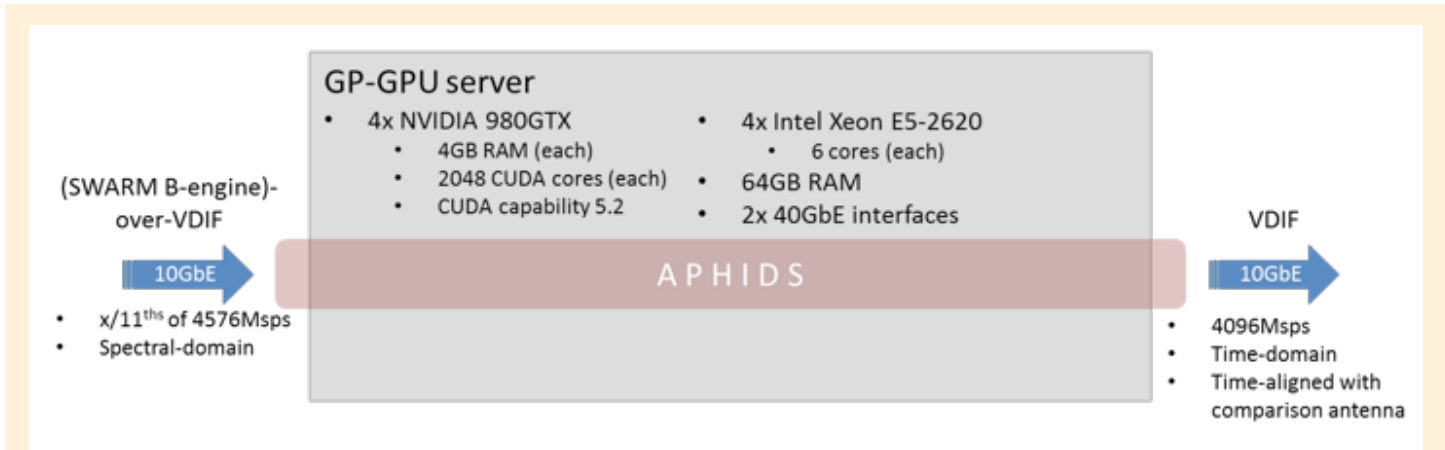 GP-GPU server
• 4x NVIDIA 980GTX
• 4GB RAM (each)
• 2048 CUDA cores (each)
• CUDA capability 5.2
• 4x Intel Xeon E5-2620
• 6 cores (each)
• 64GB RAM
• 2x 40GbE interfaces
(SWARM B-engine)-
over-VDIF
10GbE
• x/11ths of 4576Msps
• Spectral-domain
A P H I D S
VDIF
10GbE
• 4096Msps
• Time-domain
• Time-aligned with
comparison antenna